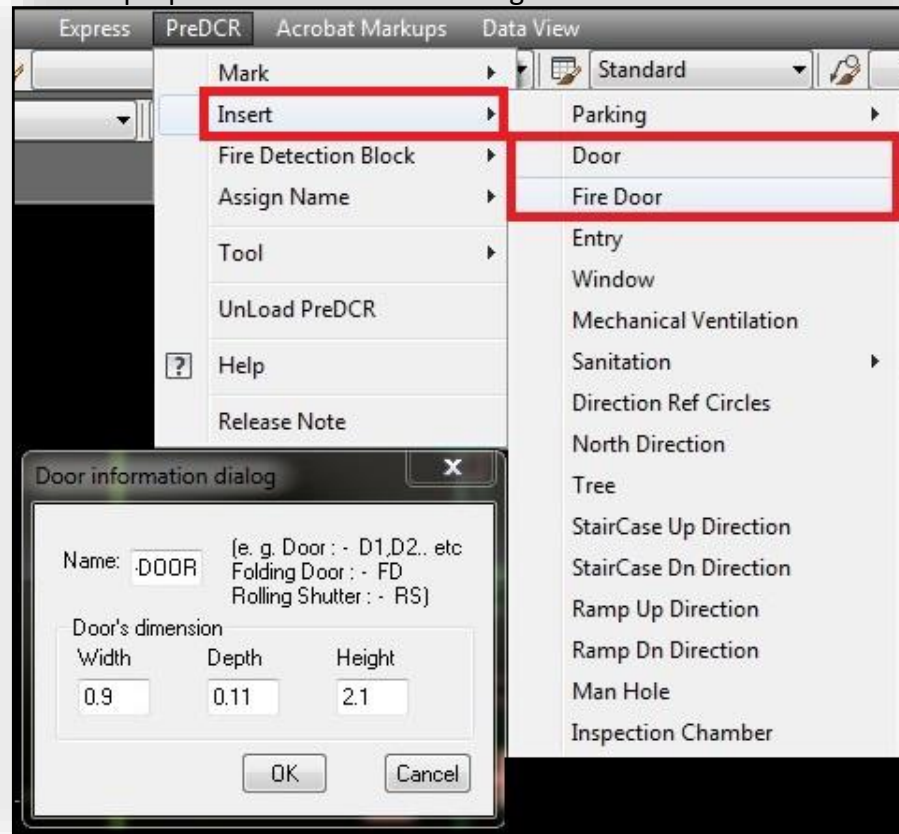 Express PreDCR Acrobat Markups Data View
Standard
Mark
Insert
Fire Detection Block
Assign Name
Tool
UnLoad PreDCR
? Help
Release Note
Parking
Door
Fire Door
Entry
Window
Mechanical Ventilation
Sanitation
Direction Ref Circles
North Direction
Tree
StairCase Up Direction
StairCase Dn Direction
Ramp Up Direction
Ramp Dn Direction
Man Hole
Inspection Chamber
Door information dialog
x
Name: -DOOR (e. g. Door : - D1,D2.. etc
Folding Door : - FD
Rolling Shutter : - RS)
Door's dimension
Width Depth Height
0.9 0.11 2.1
OK Cancel